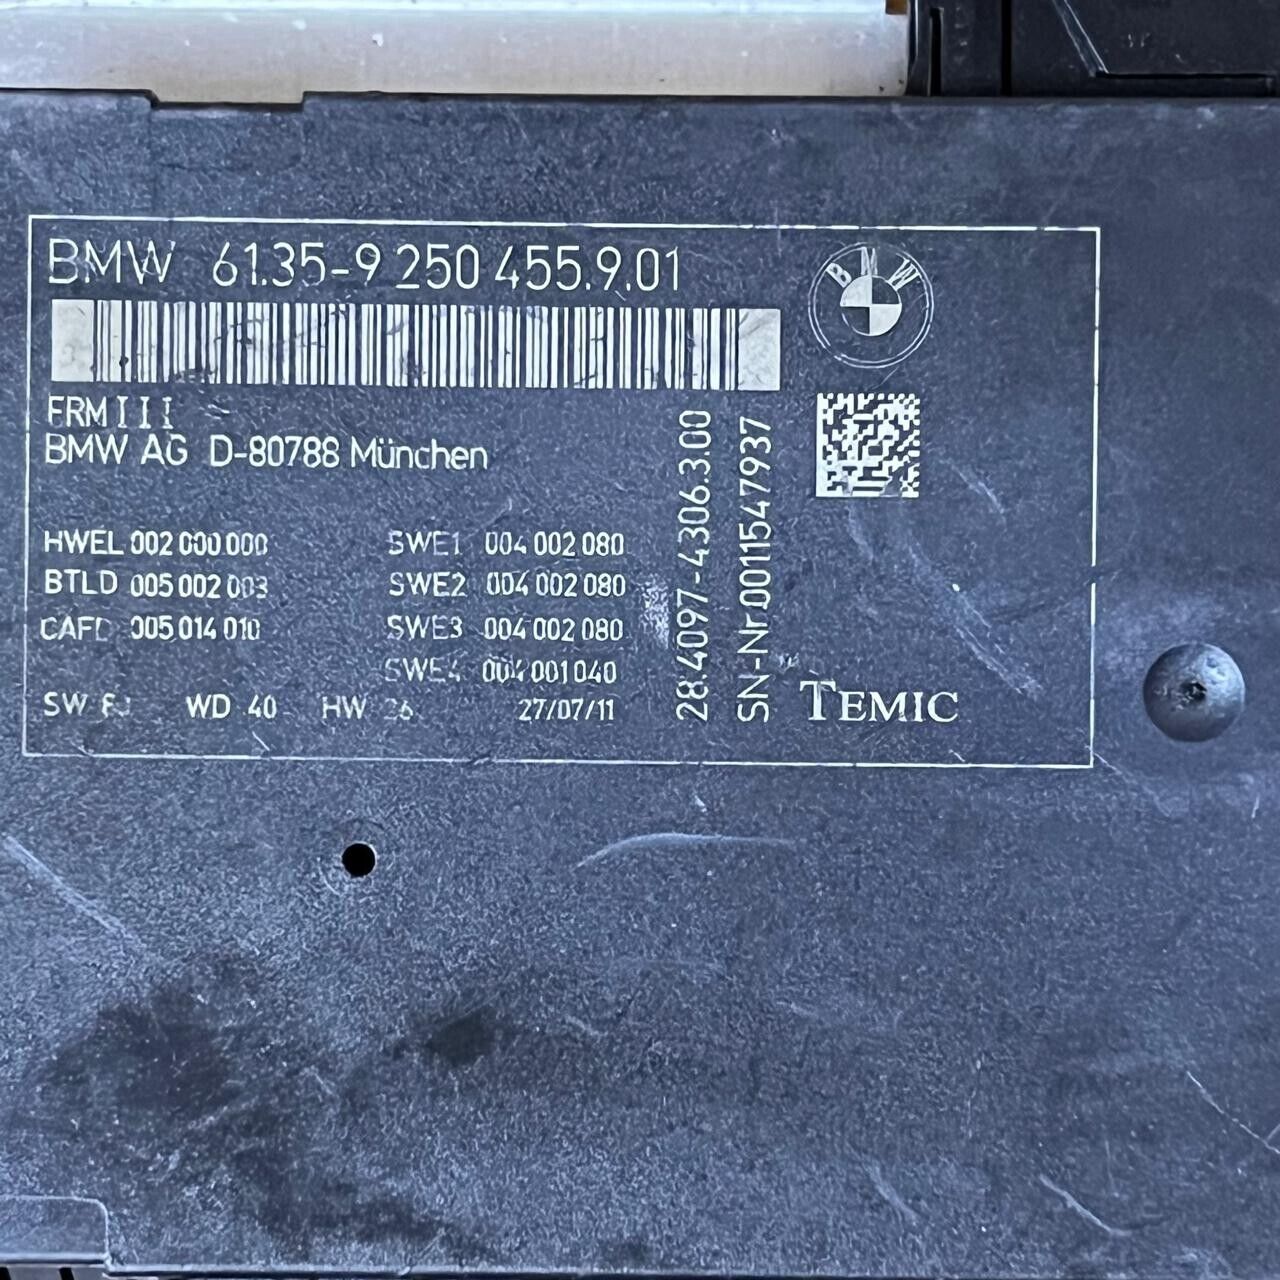 BMW 61.35-9 250 455.9.01
BMW
FRM III
BMW AG D-80788 München
HWEL 002 000 000
SWE1 004 002 080
BTLD 005 002 003
SWE2 004 002 080
CAFD 005 014 010
SWE3 004 002 080
SWE4 004 001 040
SW WD 40 HW 26 27/07/11
28.4097-4306.3.00
SN-Nr.0011547937
TEMIC